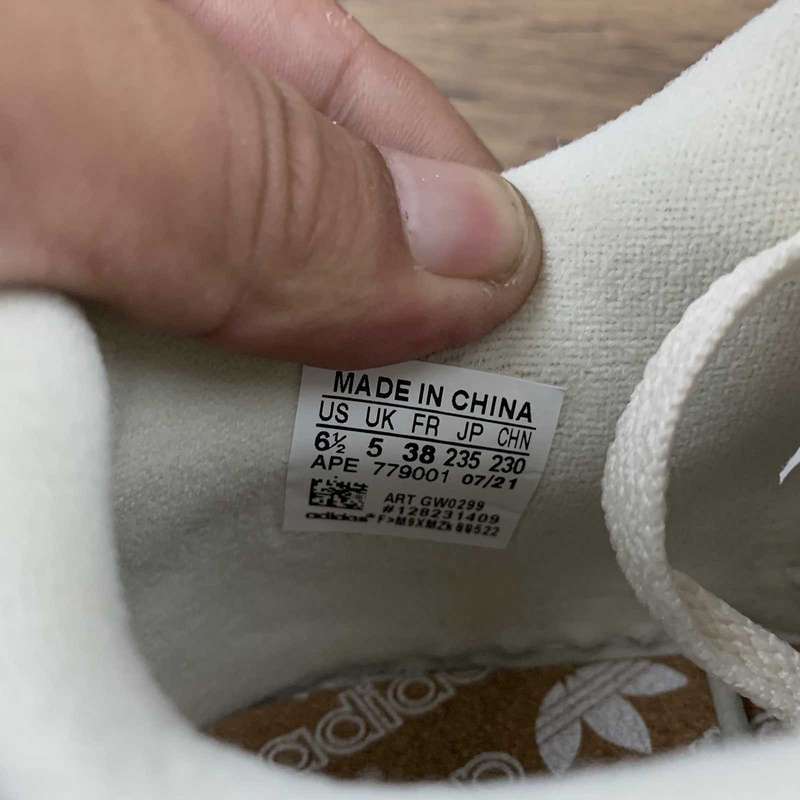 MADE IN CHINA
US UK FR JP CHN
6½ 5 38 235 230
APE 779001 07/21
ART GW0299
#128231409
adidas®
adidas